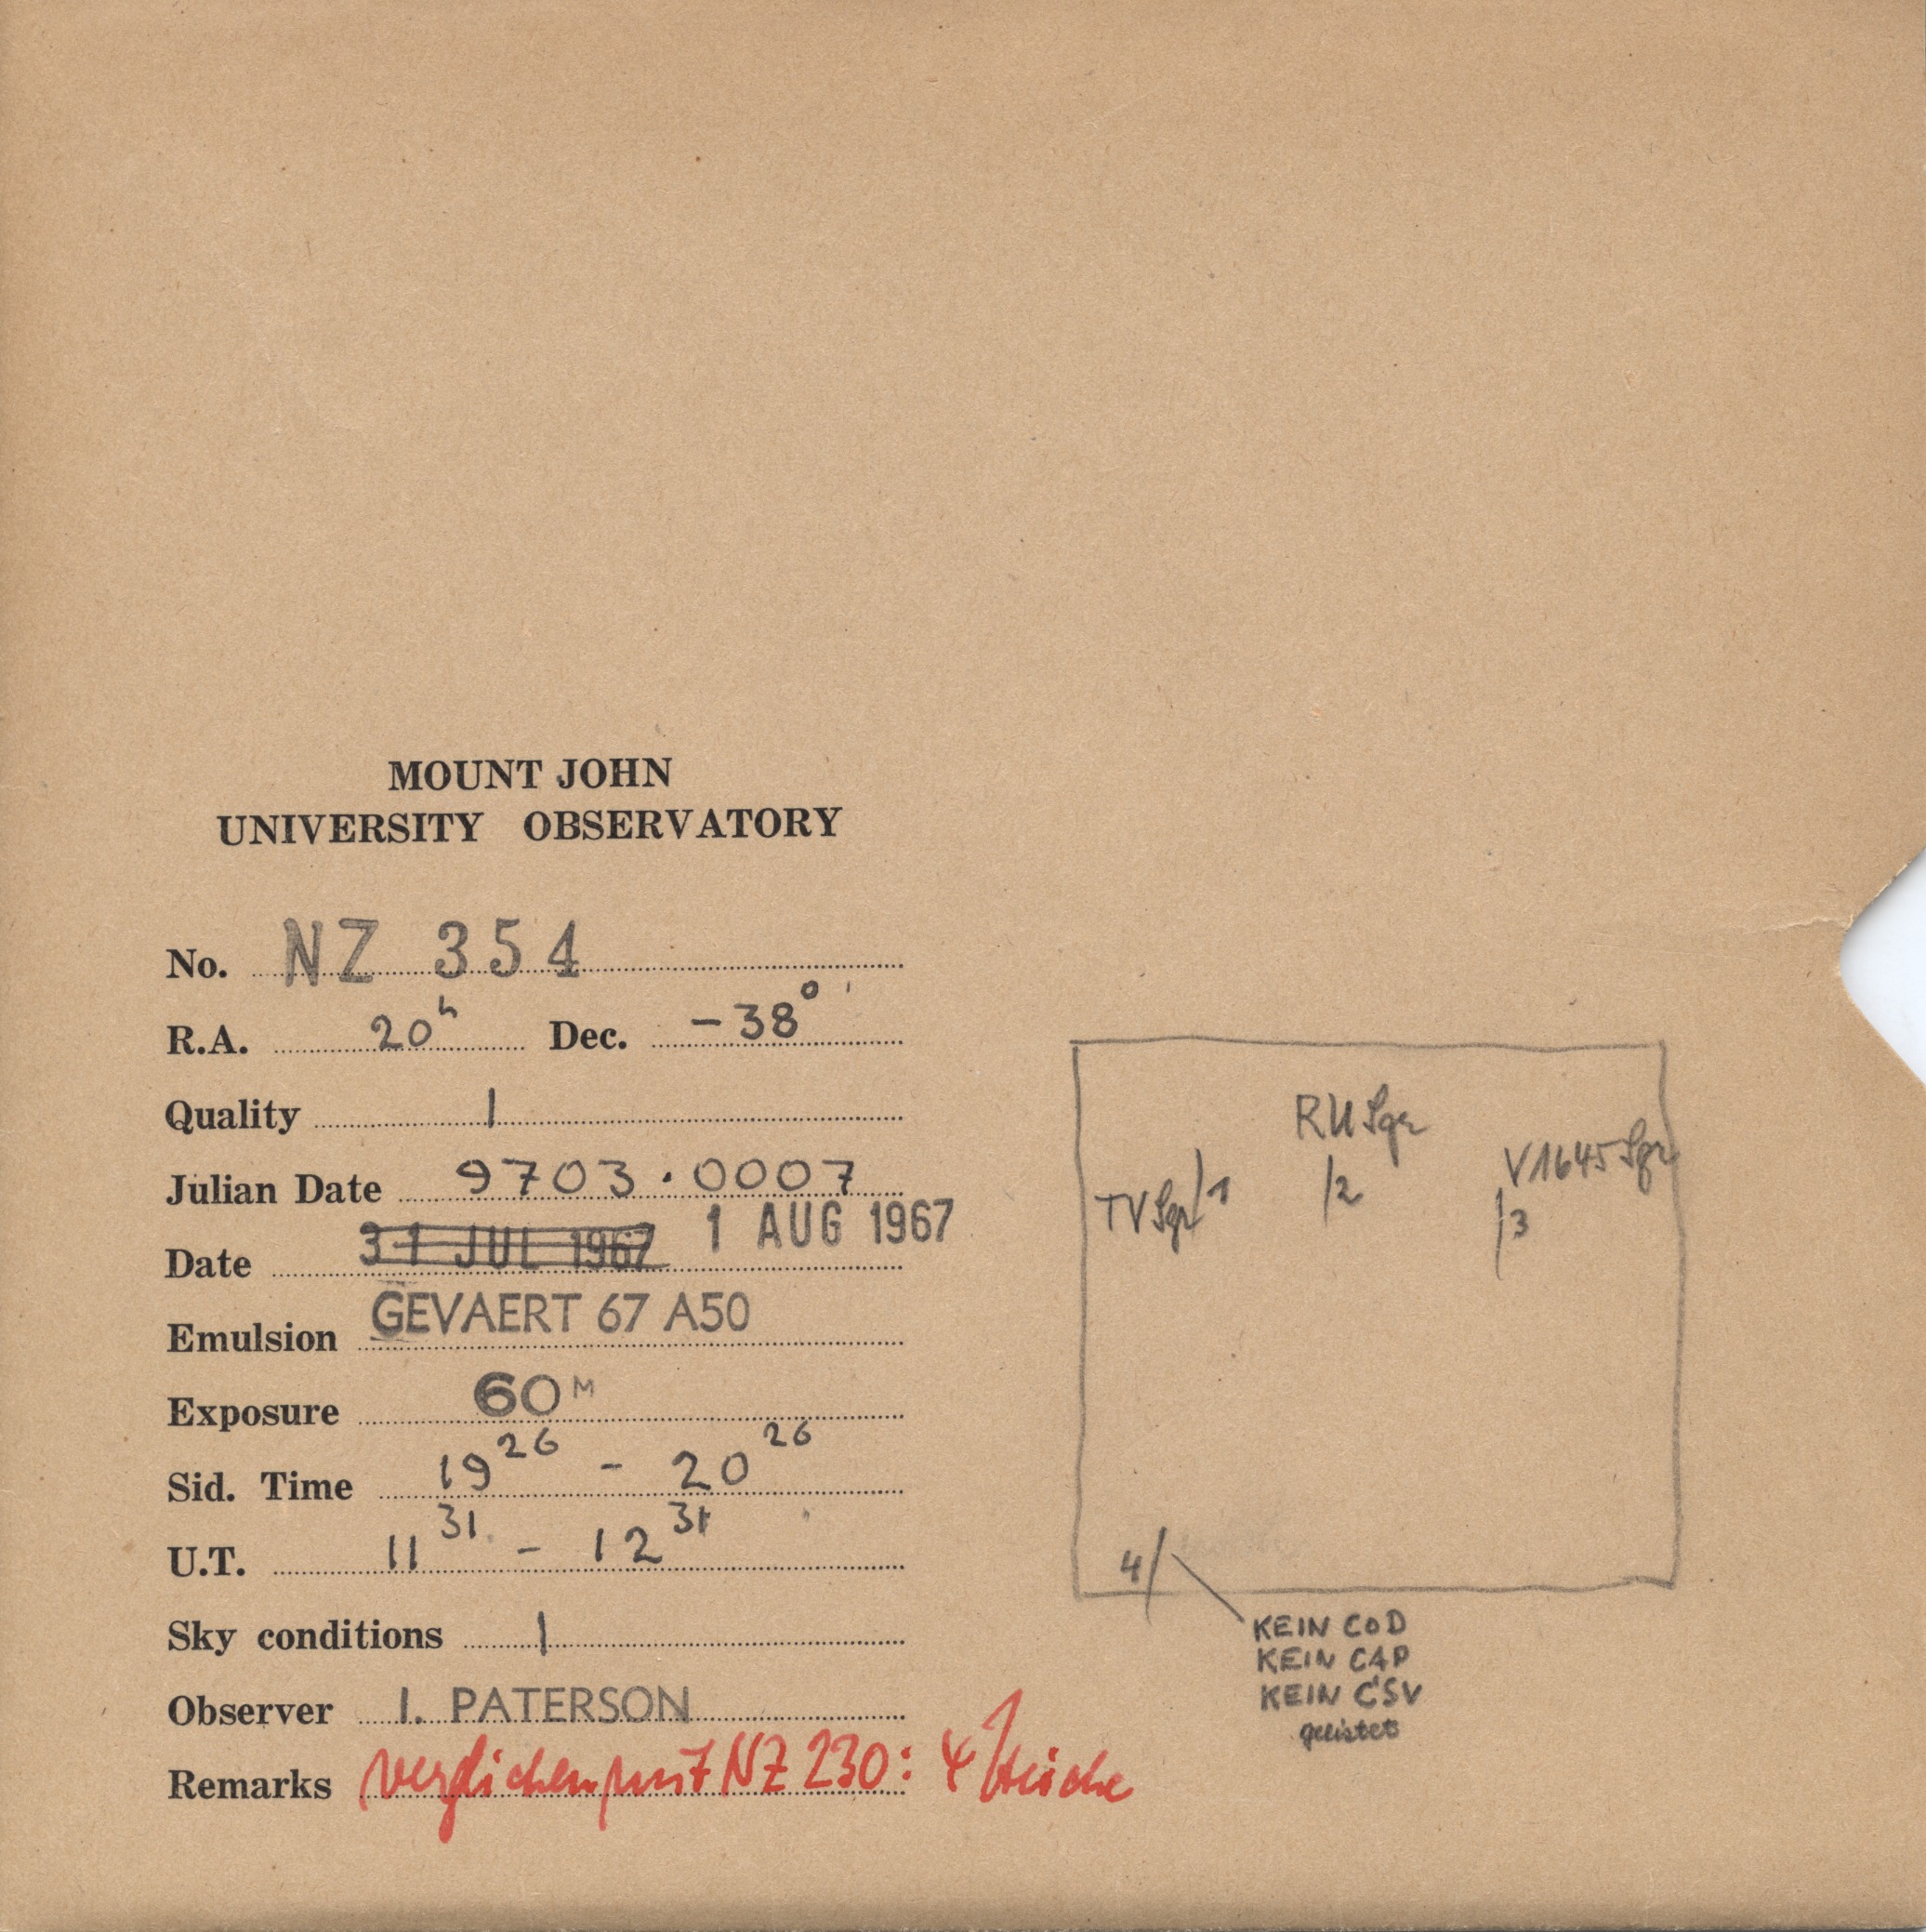 MOUNT JOHN
UNIVERSITY OBSERVATORY
No. NZ 354
R.A. 20h Dec. -38°
Quality 1
Julian Date 9703.0007
Date 31 JUL 1967 1 AUG 1967
Emulsion GEVAERT 67 A50
Exposure 60M
Sid. Time 19 26 - 20 26
U.T. 11 31 - 12 31
Sky conditions 1
Observer I. PATERSON
Remarks verglichen mit NZ 230: 4 Striche
RU Sgr
V1645 Sgr
TV Sgr 1
2
3
4
KEIN COD
KEIN CAP
KEIN CSV
gelistet